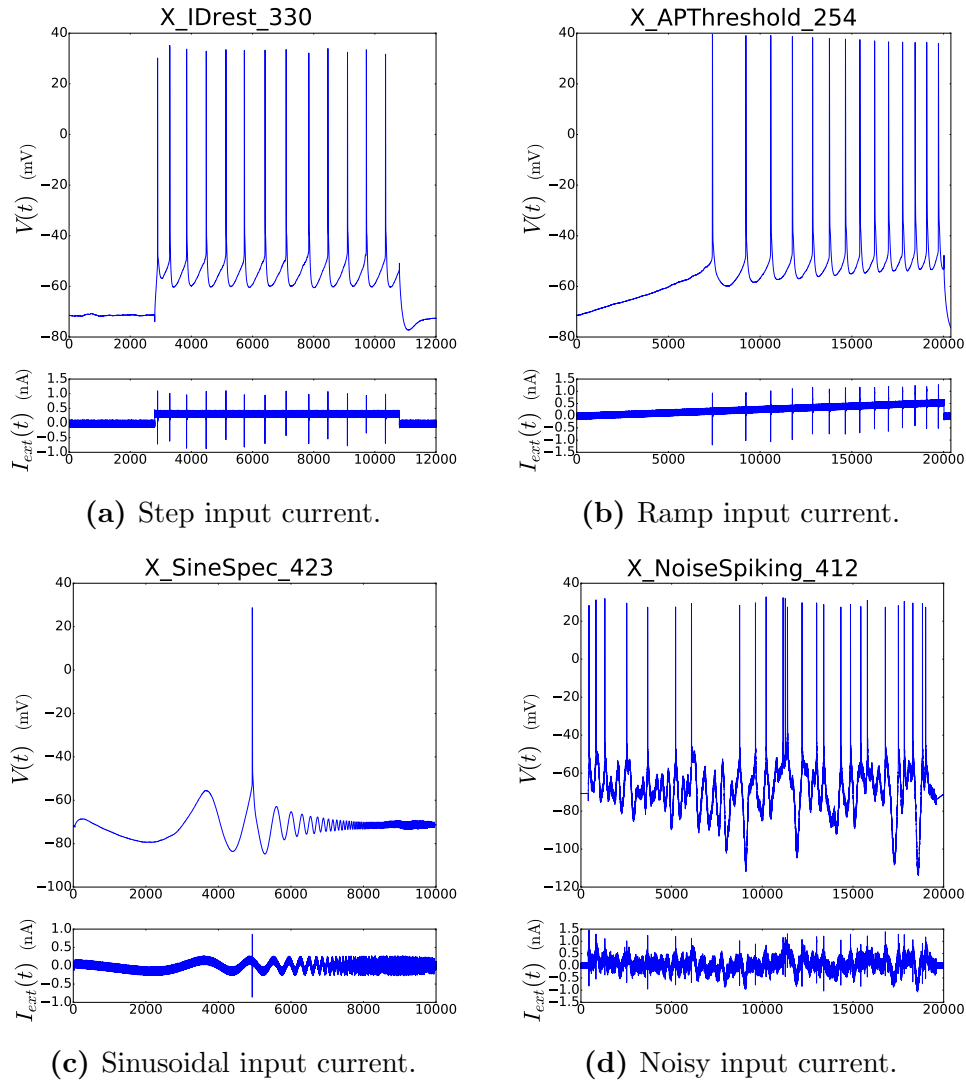 X_IDrest_330
40
20
0
−20
−40
−60
−80
V(t) (mV)
0 2000 4000 6000 8000 10000 12000
1.5
1.0
0.5
0.0
−0.5
−1.0
I_ext(t) (nA)
0 2000 4000 6000 8000 10000 12000
(a) Step input current.
X_APThreshold_254
40
20
0
−20
−40
−60
−80
V(t) (mV)
0 5000 10000 15000 20000
1.5
1.0
0.5
0.0
−0.5
−1.0
−1.5
I_ext(t) (nA)
0 5000 10000 15000 20000
(b) Ramp input current.
X_SineSpec_423
40
20
0
−20
−40
−60
−80
−100
V(t) (mV)
0 2000 4000 6000 8000 10000
1.0
0.5
0.0
−0.5
−1.0
I_ext(t) (nA)
0 2000 4000 6000 8000 10000
(c) Sinusoidal input current.
X_NoiseSpiking_412
40
20
0
−20
−40
−60
−80
−100
−120
V(t) (mV)
0 5000 10000 15000 20000
1.5
1.0
0.5
0.0
−0.5
−1.0
−1.5
I_ext(t) (nA)
0 5000 10000 15000 20000
(d) Noisy input current.